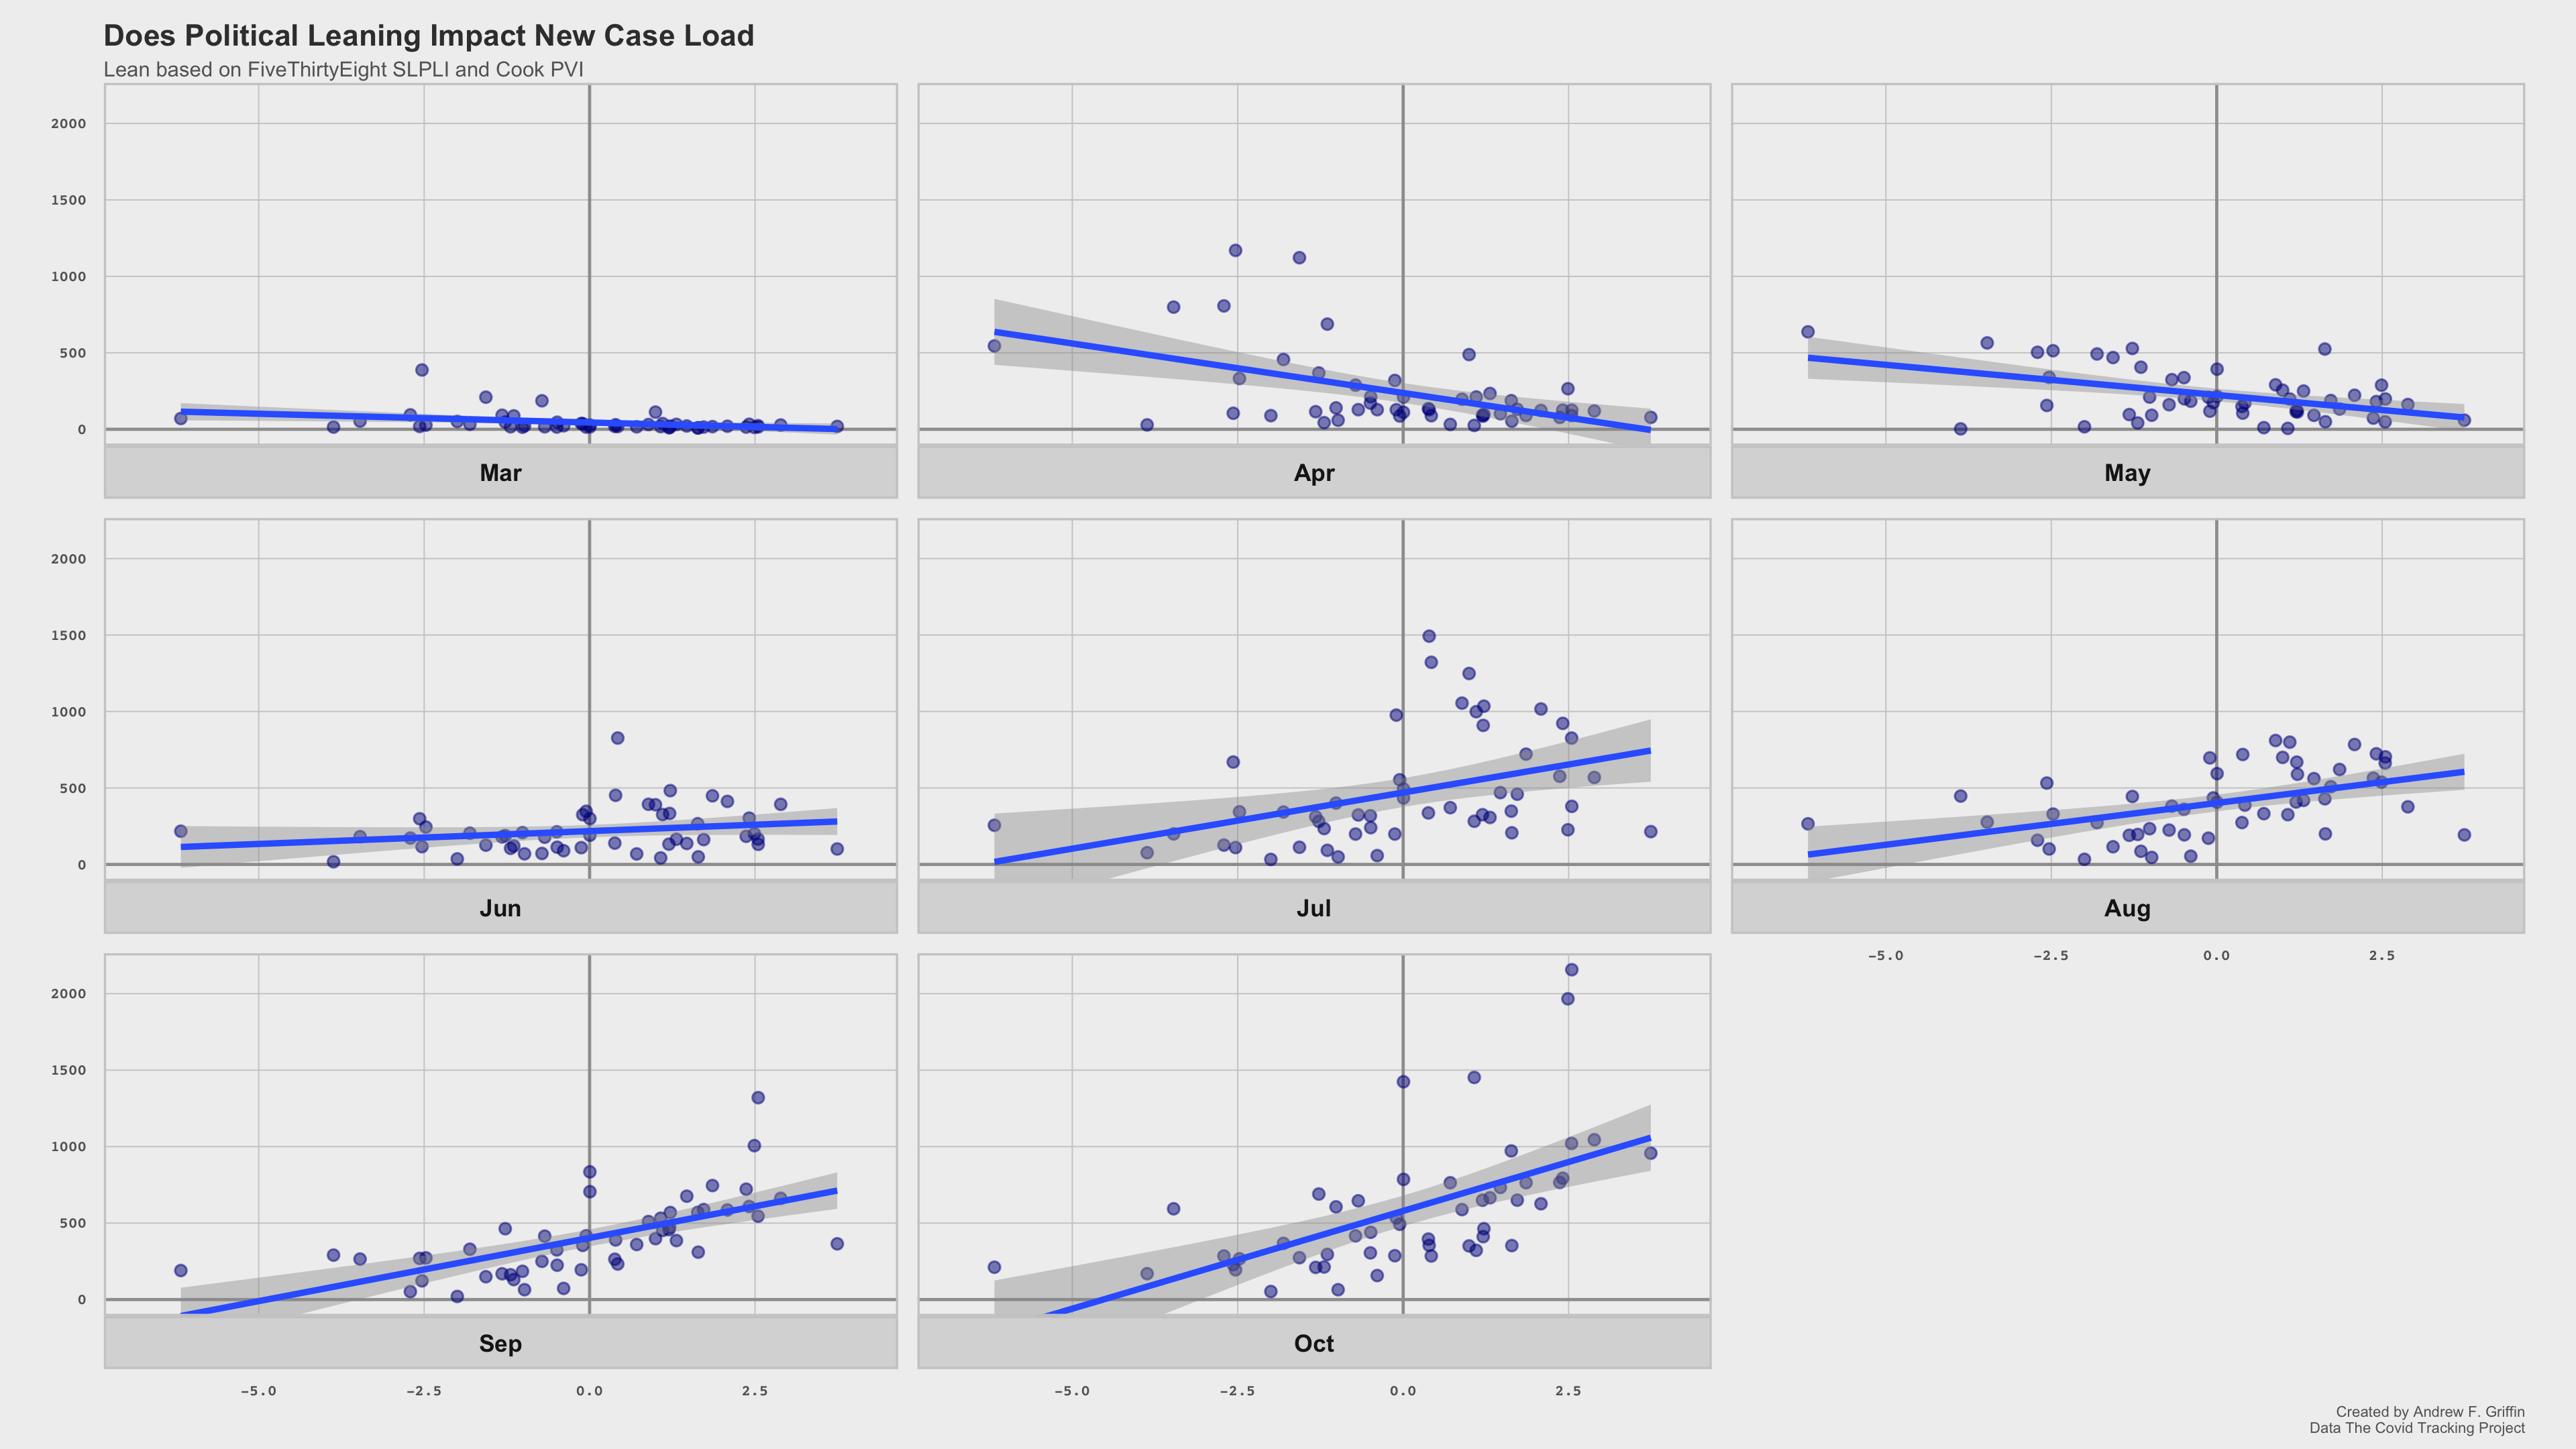 Does Political Leaning Impact New Case Load
Lean based on FiveThirtyEight SLPLI and Cook PVI
2000
1500
1000
500
0
Mar
Apr
May
2000
1500
1000
500
0
Jun
Jul
Aug
-5.0
-2.5
0.0
2.5
2000
1500
1000
500
0
Sep
Oct
-5.0
-2.5
0.0
2.5
-5.0
-2.5
0.0
2.5
Created by Andrew F. Griffin
Data The Covid Tracking Project